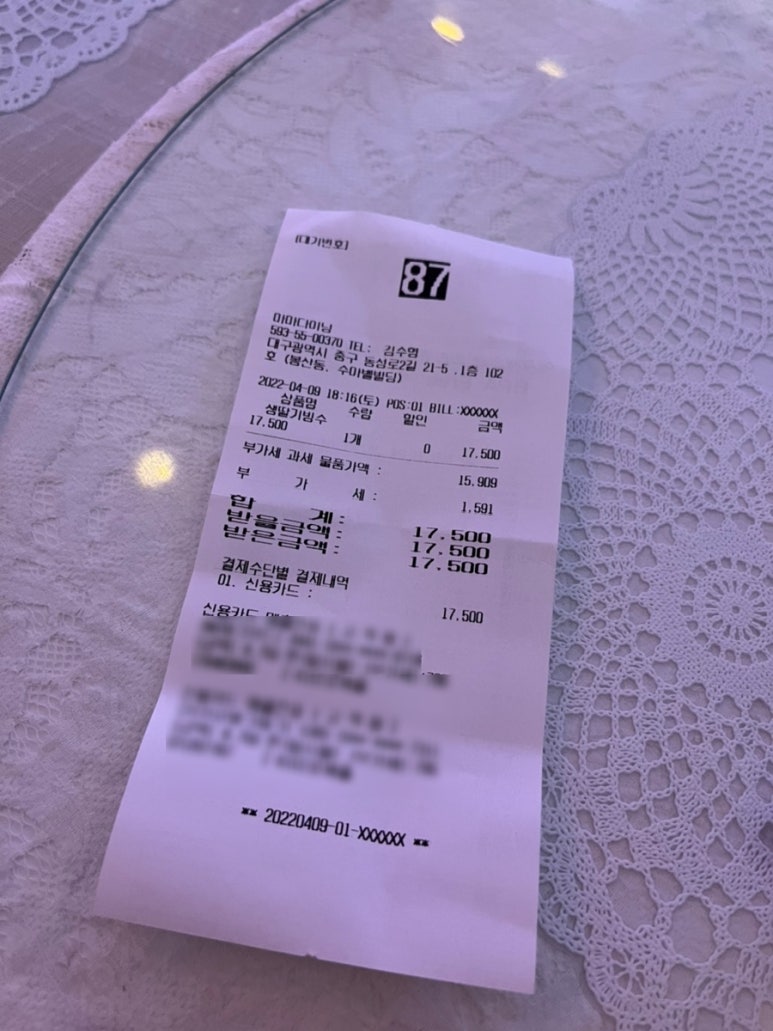 [대기번호]
87
마미다이닝
593-55-00370 TEL: 김수형
대구광역시 중구 동성로2길 21-5 .1층 102
호 (봉산동, 수마벨빌딩)
2022-04-09 18:16(토) POS:01 BILL:XXXXXX
상품명 수량 할인 금액
생딸기빙수
17.500 1개 0 17.500
부가세 과세 물품가액 : 15.909
부 가 세 : 1.591
합 계: 17.500
받을금액: 17.500
받은금액: 17.500
결제수단별 결제내역
01. 신용카드 : 17.500
신용카드
** 20220409-01-XXXXXX **